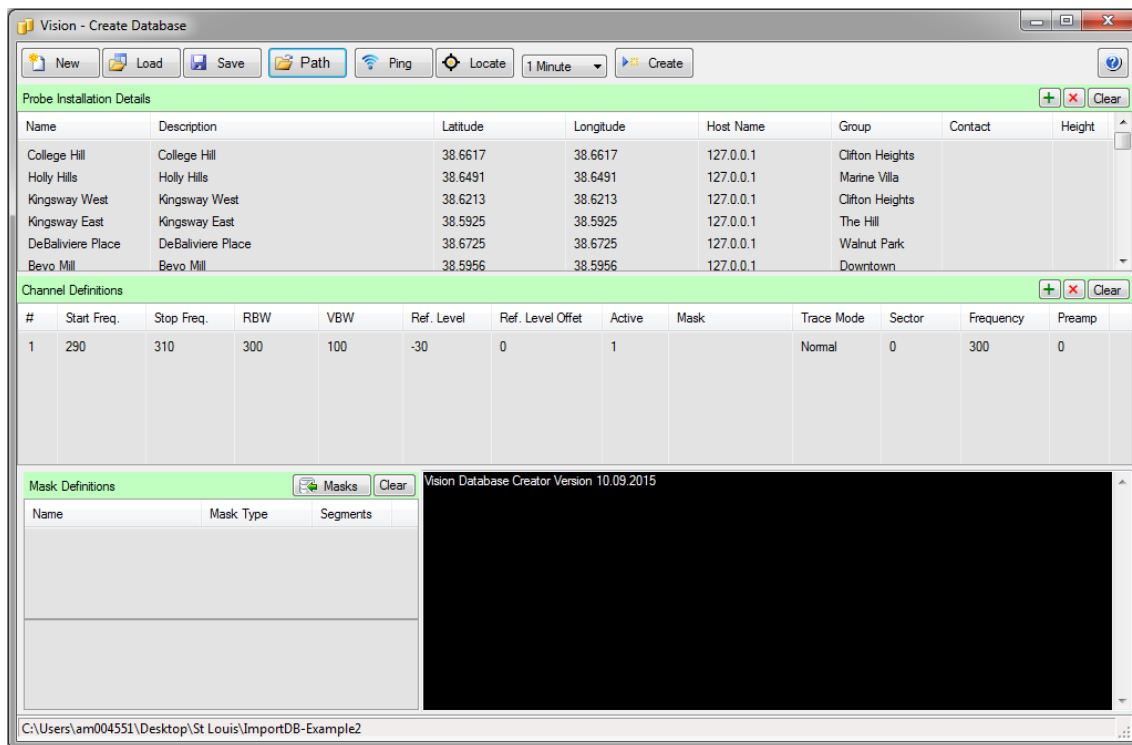 Vision - Create Database
New Load Save Path Ping Locate 1 Minute Create
Probe Installation Details Clear
Name Description Latitude Longitude Host Name Group Contact Height
College Hill College Hill 38.6617 38.6617 127.0.0.1 Clifton Heights
Holly Hills Holly Hills 38.6491 38.6491 127.0.0.1 Marine Villa
Kingsway West Kingsway West 38.6213 38.6213 127.0.0.1 Clifton Heights
Kingsway East Kingsway East 38.5925 38.5925 127.0.0.1 The Hill
DeBaliviere Place DeBaliviere Place 38.6725 38.6725 127.0.0.1 Walnut Park
Bevo Mill Bevo Mill 38.5956 38.5956 127.0.0.1 Downtown
Channel Definitions Clear
# Start Freq. Stop Freq. RBW VBW Ref. Level Ref. Level Offet Active Mask Trace Mode Sector Frequency Preamp
1 290 310 300 100 -30 0 1 Normal 0 300 0
Mask Definitions Masks Clear
Name Mask Type Segments
Vision Database Creator Version 10.09.2015
C:\Users\am004551\Desktop\St Louis\ImportDB-Example2